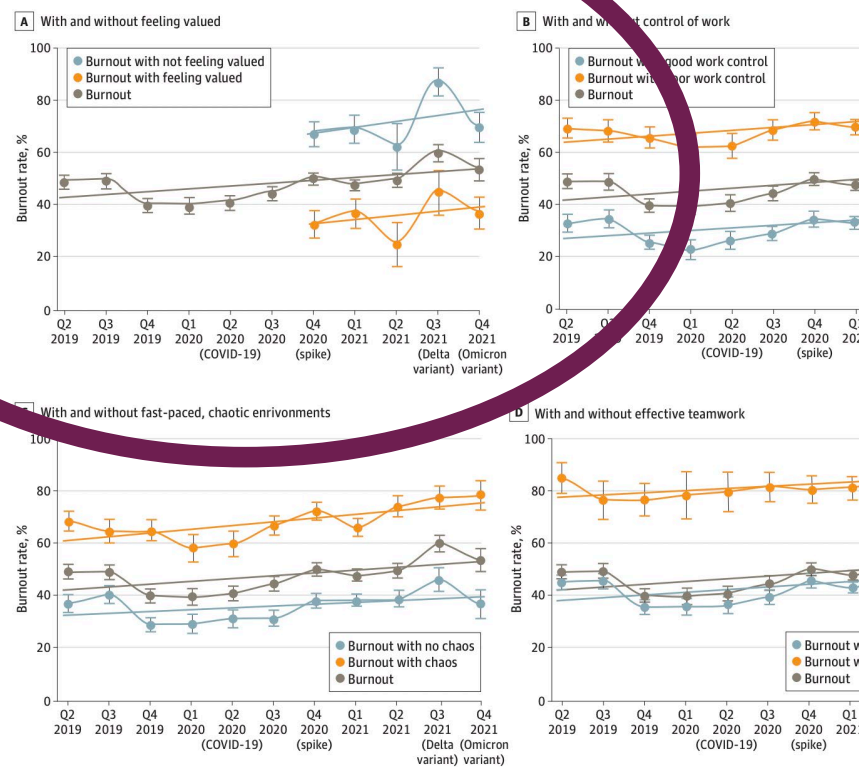 A With and without feeling valued
100
80
60
40
20
0
Burnout rate, %
Burnout with not feeling valued
Burnout with feeling valued
Burnout
Q2 Q3 Q4 Q1 Q2 Q3 Q4 Q1 Q2 Q3 Q4
2019 2019 2019 2020 2020 2020 2020 2021 2021 2021 2021
(COVID-19) (spike) (Delta (Omicron
variant) variant)
B With and control of work
100
80
60
40
20
0
Burnout rate, %
Burnout good work control
Burnout work control
Burnout
Q2 Q3 Q4 Q1 Q2 Q3 Q4
2019 2020 2020 2020 2020
(COVID-19) (spike)
With and without fast-paced, chaotic enrivonments
100
80
60
40
20
0
Burnout rate, %
Burnout with no chaos
Burnout with chaos
Burnout
Q2 Q3 Q4 Q1 Q2 Q3 Q4 Q1 Q2 Q3 Q4
2019 2019 2019 2020 2020 2020 2020 2021 2021 2021 2021
(COVID-19) (spike) (Delta (Omicron
variant) variant)
D With and without effective teamwork
100
80
60
40
20
0
Burnout rate, %
Burnout
Burnout
Burnout
Q2 Q3 Q4 Q1 Q2 Q3 Q4 Q1
2019 2019 2019 2020 2020 2020 2020
(COVID-19) (spike)